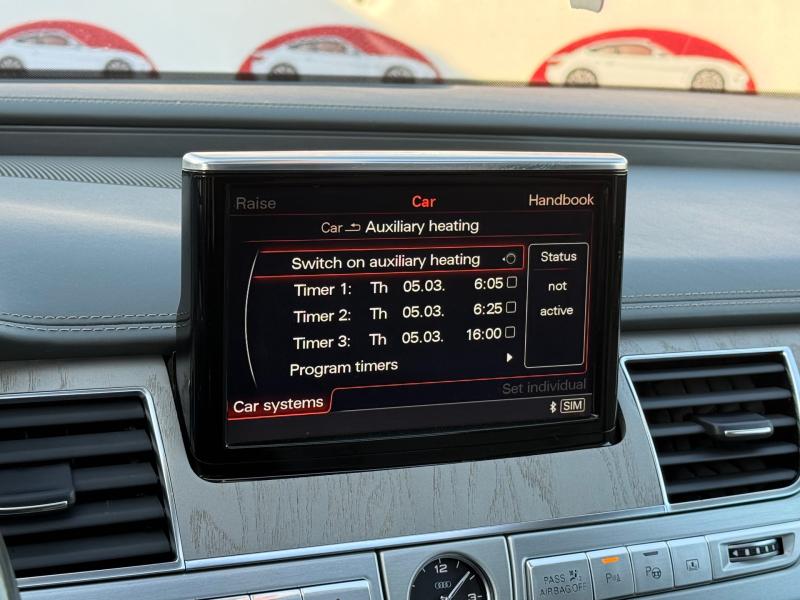 Raise Car Handbook
Car Auxiliary heating
Switch on auxiliary heating
Status
Timer 1: Th 05.03. 6:05
not
Timer 2: Th 05.03. 6:25
active
Timer 3: Th 05.03. 16:00
Program timers
Set individual
Car systems
SIM
12
3
PASS
AIRBAG OFF
P
P